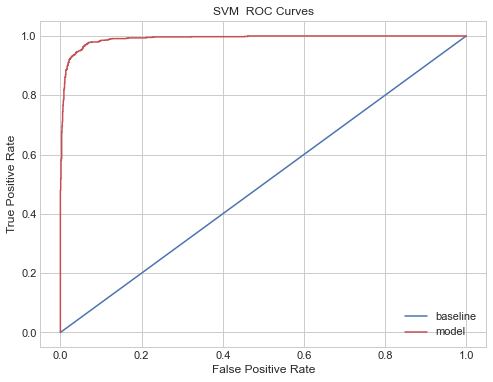 SVM  ROC Curves
True Positive Rate
1.0
0.8
0.6
0.4
0.2
0.0
baseline
model
0.0 0.2 0.4 0.6 0.8 1.0
False Positive Rate